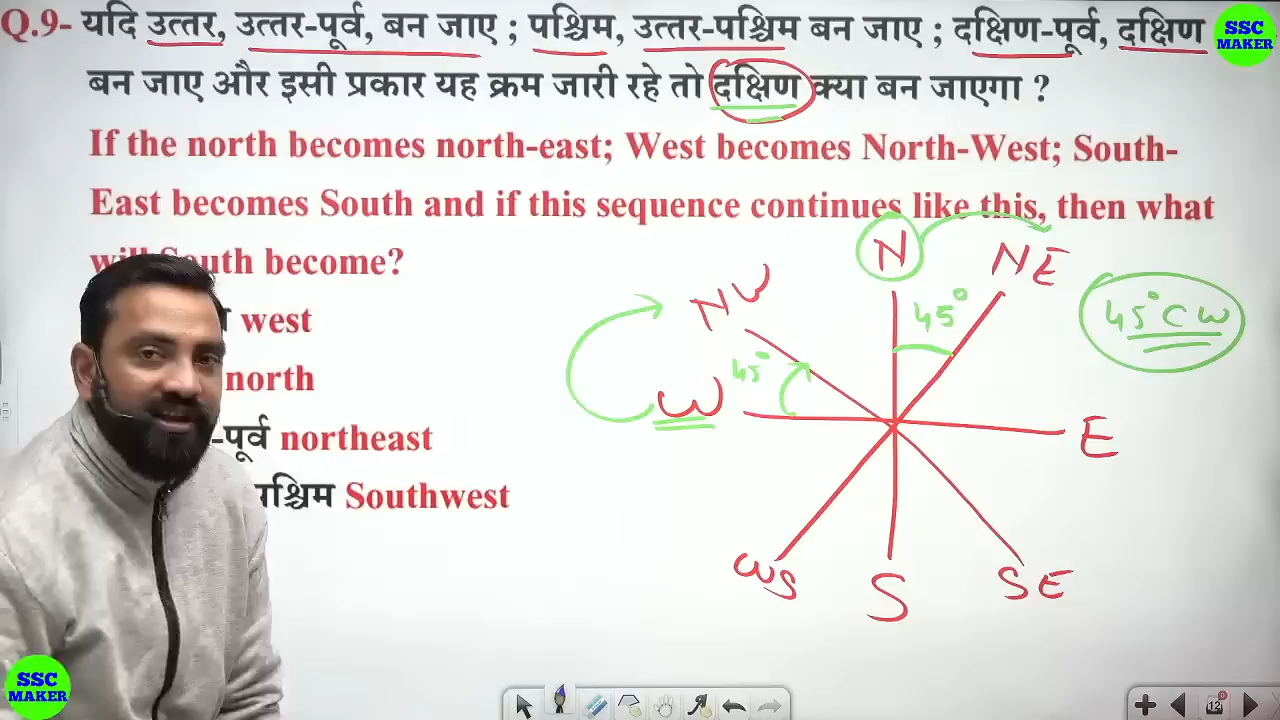 Q.9- यदि उत्तर, उत्तर-पूर्व, बन जाए ; पश्चिम, उत्तर-पश्चिम बन जाए ; दक्षिण-पूर्व, दक्षिण
बन जाए और इसी प्रकार यह क्रम जारी रहे तो दक्षिण क्या बन जाएगा ?
If the north becomes north-east; West becomes North-West; South-
East becomes South and if this sequence continues like this, then what
will South become?
west
north
-पूर्व northeast
पश्चिम Southwest
N
NE
NW
45°
45° CW
45°
W
E
WS
S
SE
SSC
MAKER
SSC
MAKER
12